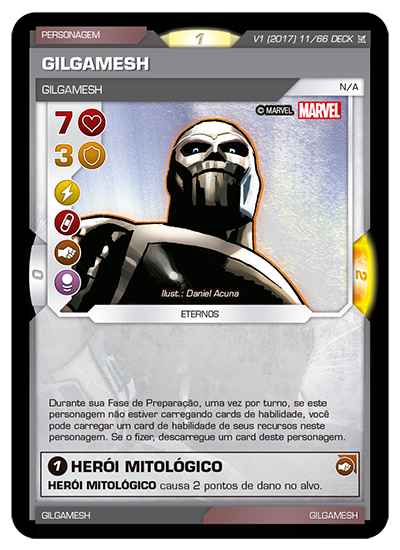 PERSONAGEM
1
V1 (2017) 11/66 DECK
GILGAMESH
GILGAMESH
N/A
7
© MARVEL MARVEL
3
0
2
Ilust.: Daniel Acuna
ETERNOS
Durante sua Fase de Preparação, uma vez por turno, se este
personagem não estiver carregando cards de habilidade, você
pode carregar um card de habilidade de seus recursos neste
personagem. Se o fizer, descarregue um card deste personagem.
1 HERÓI MITOLÓGICO
HERÓI MITOLÓGICO causa 2 pontos de dano no alvo.
GILGAMESH
GILGAMESH